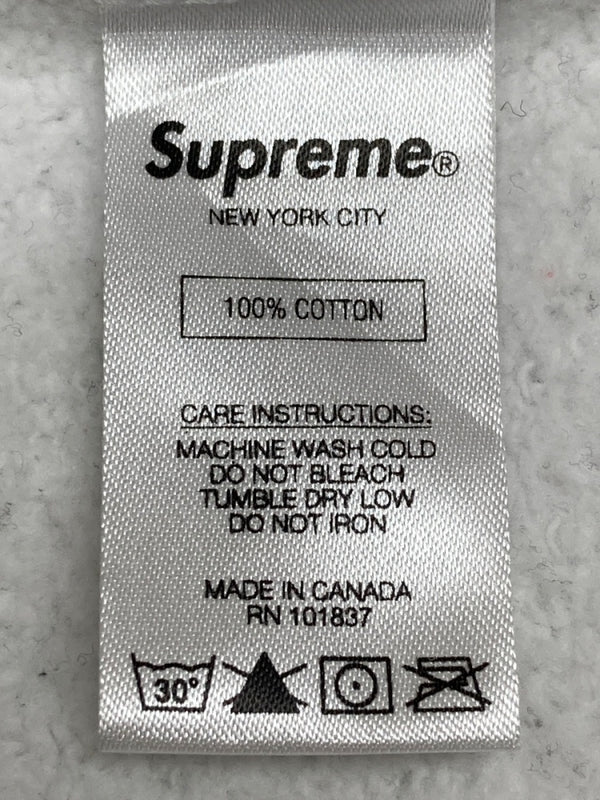 Supreme®
NEW YORK CITY
100% COTTON
CARE INSTRUCTIONS:
MACHINE WASH COLD
DO NOT BLEACH
TUMBLE DRY LOW
DO NOT IRON
MADE IN CANADA
RN 101837
30°